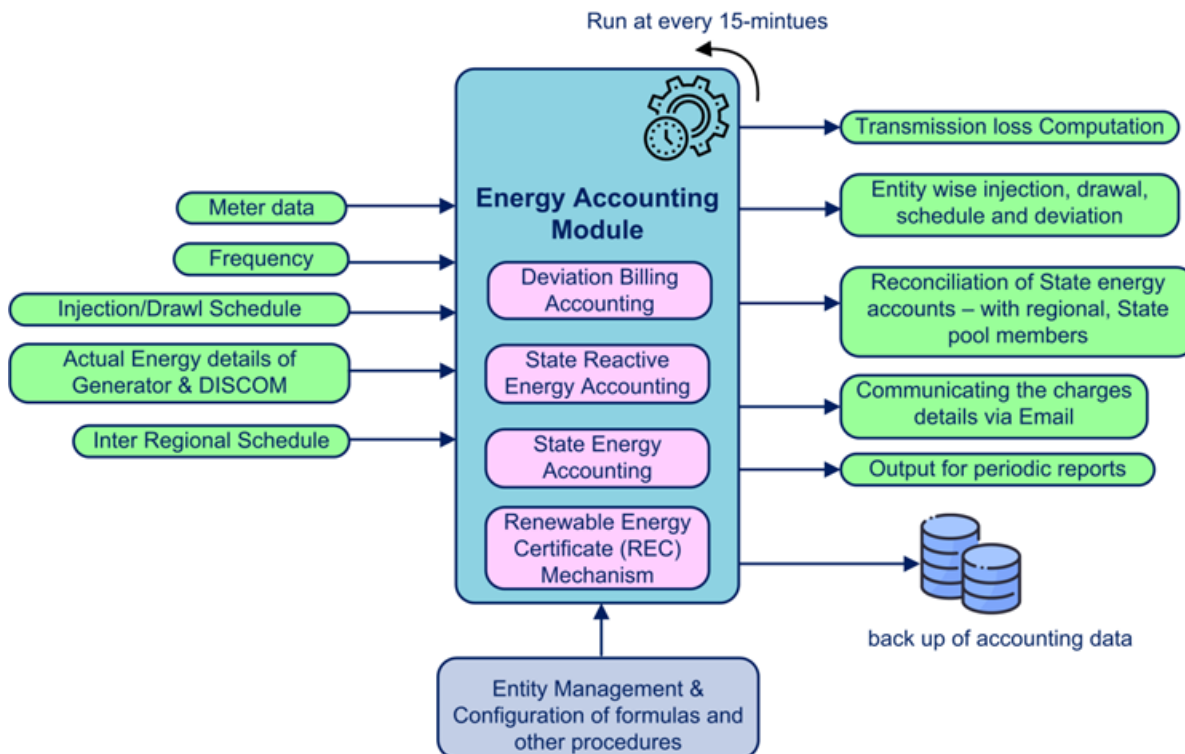 Run at every 15-mintues
Meter data
Frequency
Injection/Drawl Schedule
Actual Energy details of
Generator & DISCOM
Inter Regional Schedule
Energy Accounting
Module
Deviation Billing
Accounting
State Reactive
Energy Accounting
State Energy
Accounting
Renewable Energy
Certificate (REC)
Mechanism
Transmission loss Computation
Entity wise injection, drawal,
schedule and deviation
Reconciliation of State energy
accounts – with regional, State
pool members
Communicating the charges
details via Email
Output for periodic reports
back up of accounting data
Entity Management &
Configuration of formulas and
other procedures